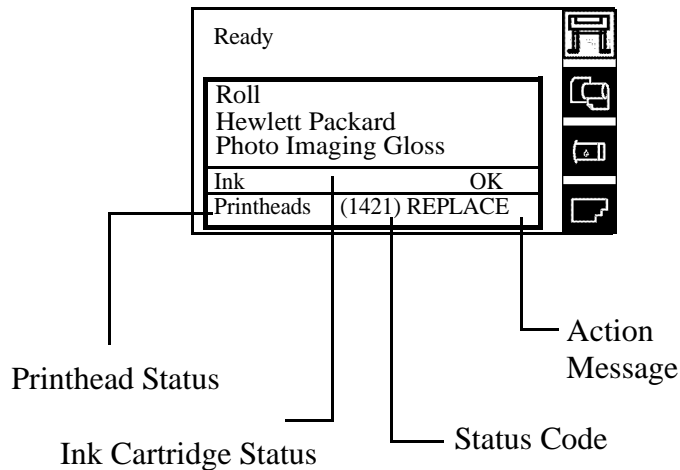 Ready
Roll
Hewlett Packard
Photo Imaging Gloss
Ink OK
Printheads (1421) REPLACE
Action
Message
Printhead Status
Status Code
Ink Cartridge Status